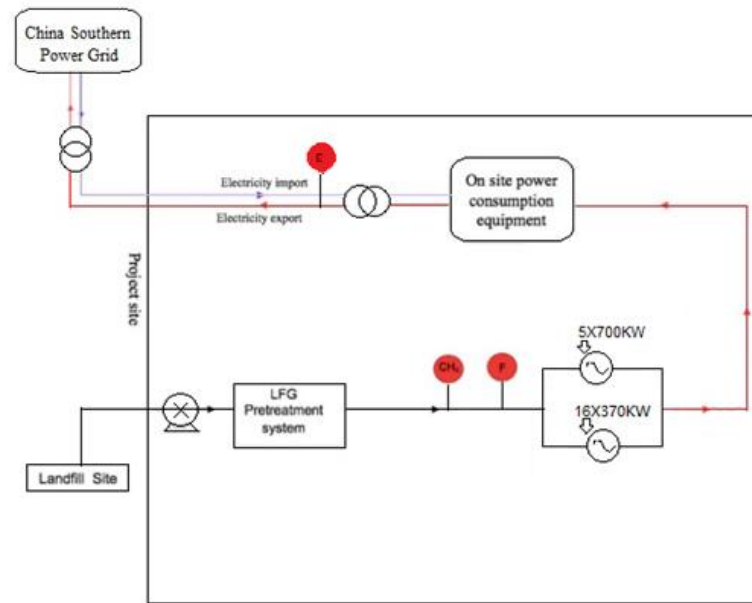 China Southern
Power Grid
E
Electricity import
Electricity export
On site power
consumption
equipment
Project site
5X700KW
CH₄
F
16X370KW
LFG
Pretreatment
system
Landfill Site